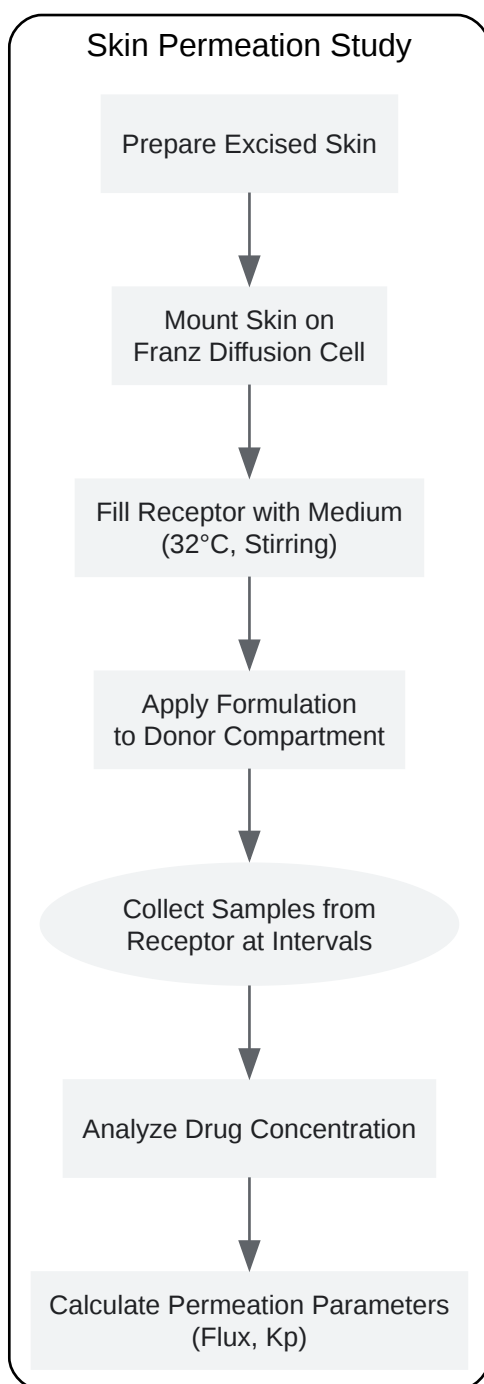 Skin Permeation Study
Prepare Excised Skin
Mount Skin on
Franz Diffusion Cell
Fill Receptor with Medium
(32°C, Stirring)
Apply Formulation
to Donor Compartment
Collect Samples from
Receptor at Intervals
Analyze Drug Concentration
Calculate Permeation Parameters
(Flux, Kp)